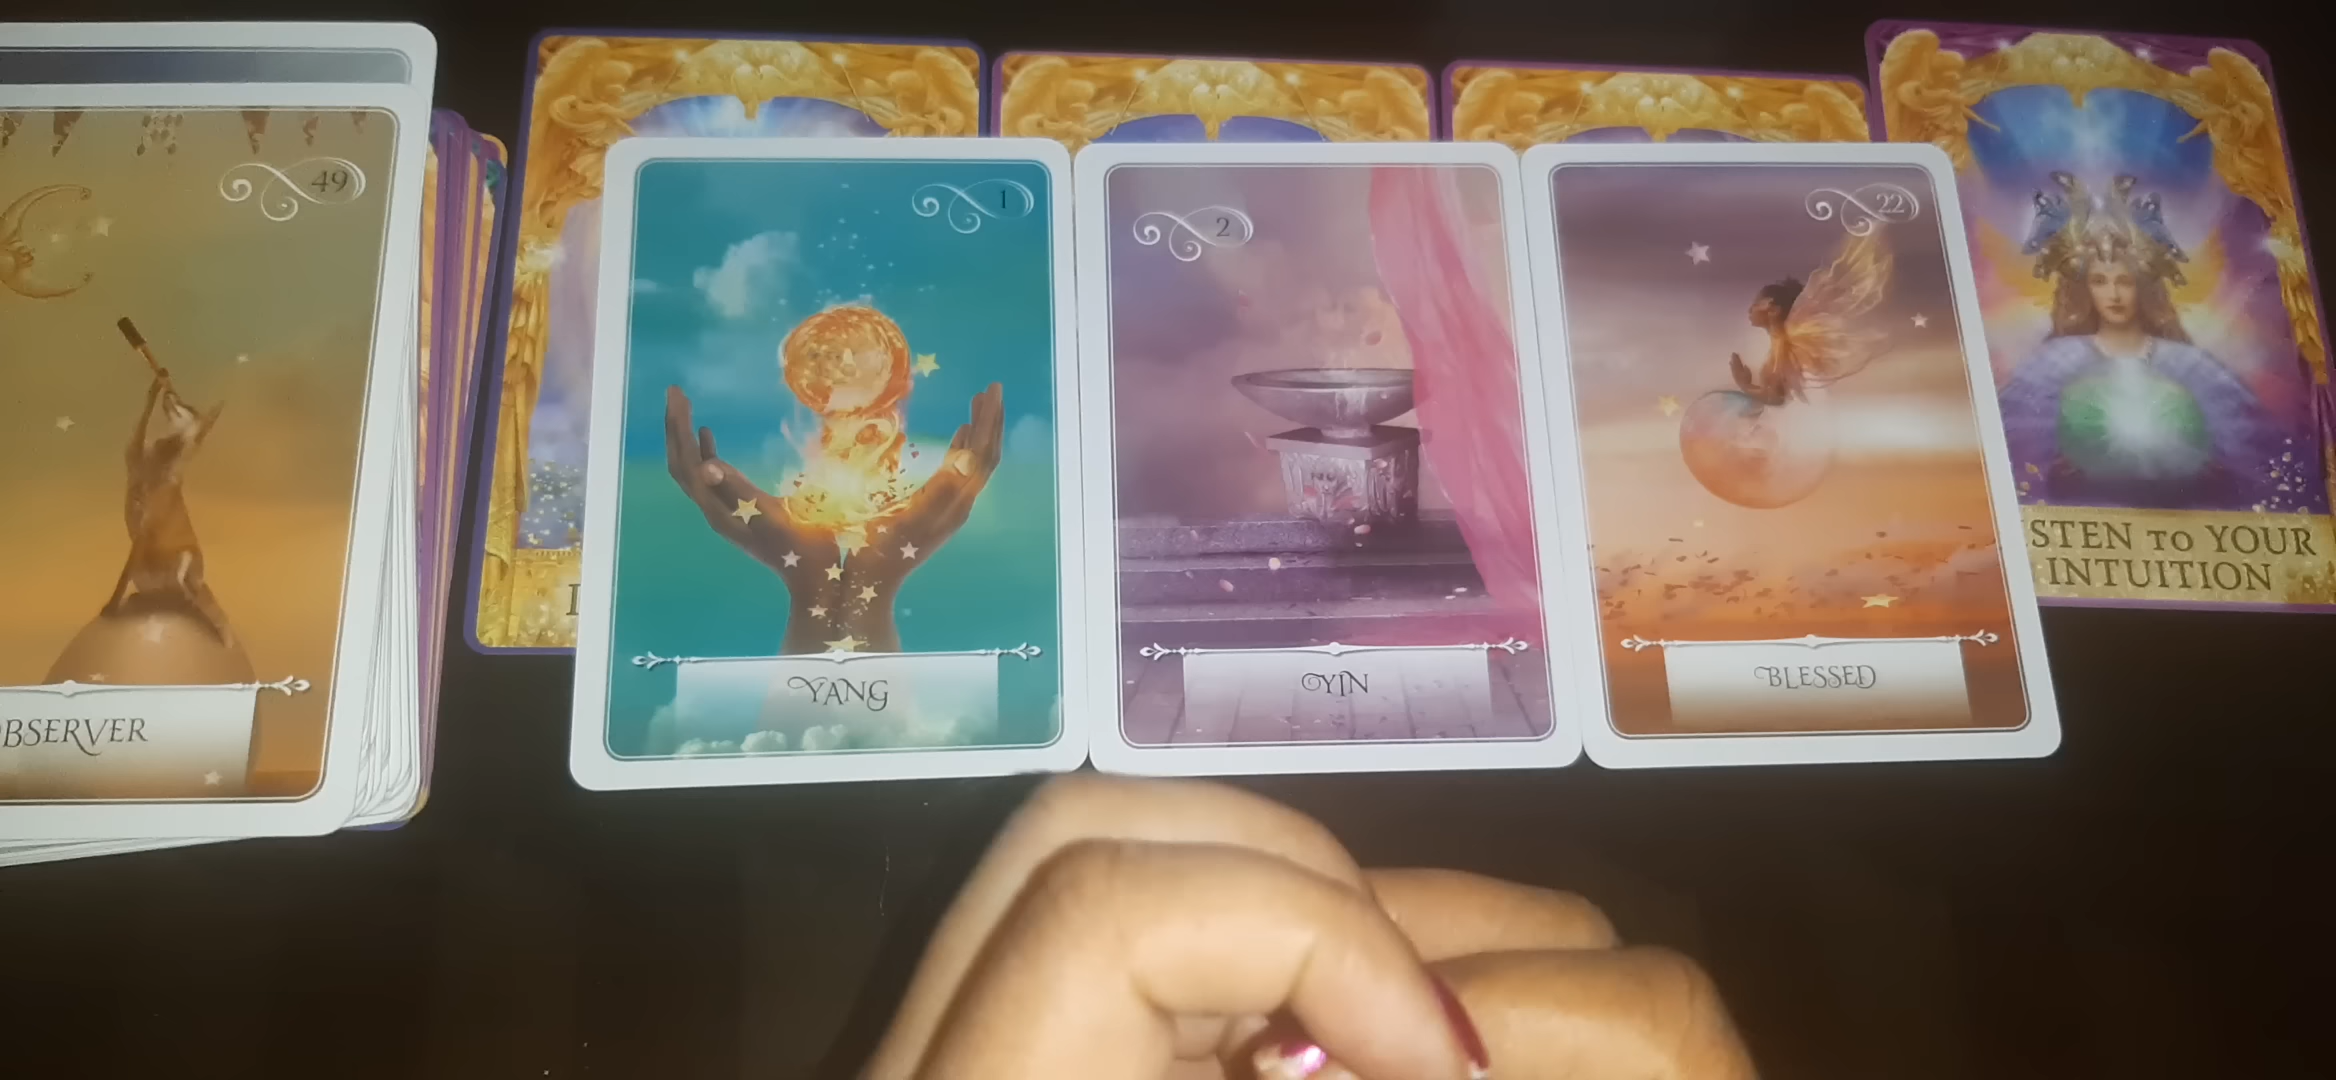 49
BSERVER
1
YANG
2
YIN
22
BLESSED
STEN TO YOUR
INTUITION